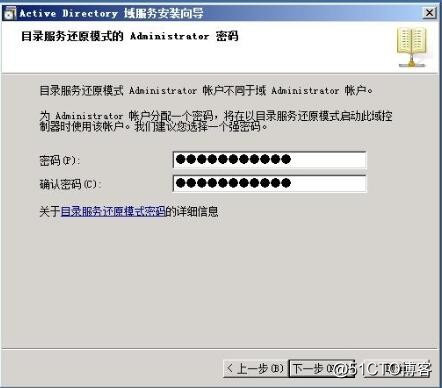 Active Directory 域服务安装向导
目录服务还原模式的 Administrator 密码
目录服务还原模式 Administrator 帐户不同于域 Administrator 帐户。
为 Administrator 帐户分配一个密码，将在以目录服务还原模式启动此域控
制器时使用该帐户。我们建议您选择一个强密码。
密码(P):
确认密码(C):
关于目录服务还原模式密码的详细信息
< 上一步(B) 下一步(N)
@51CTO博客